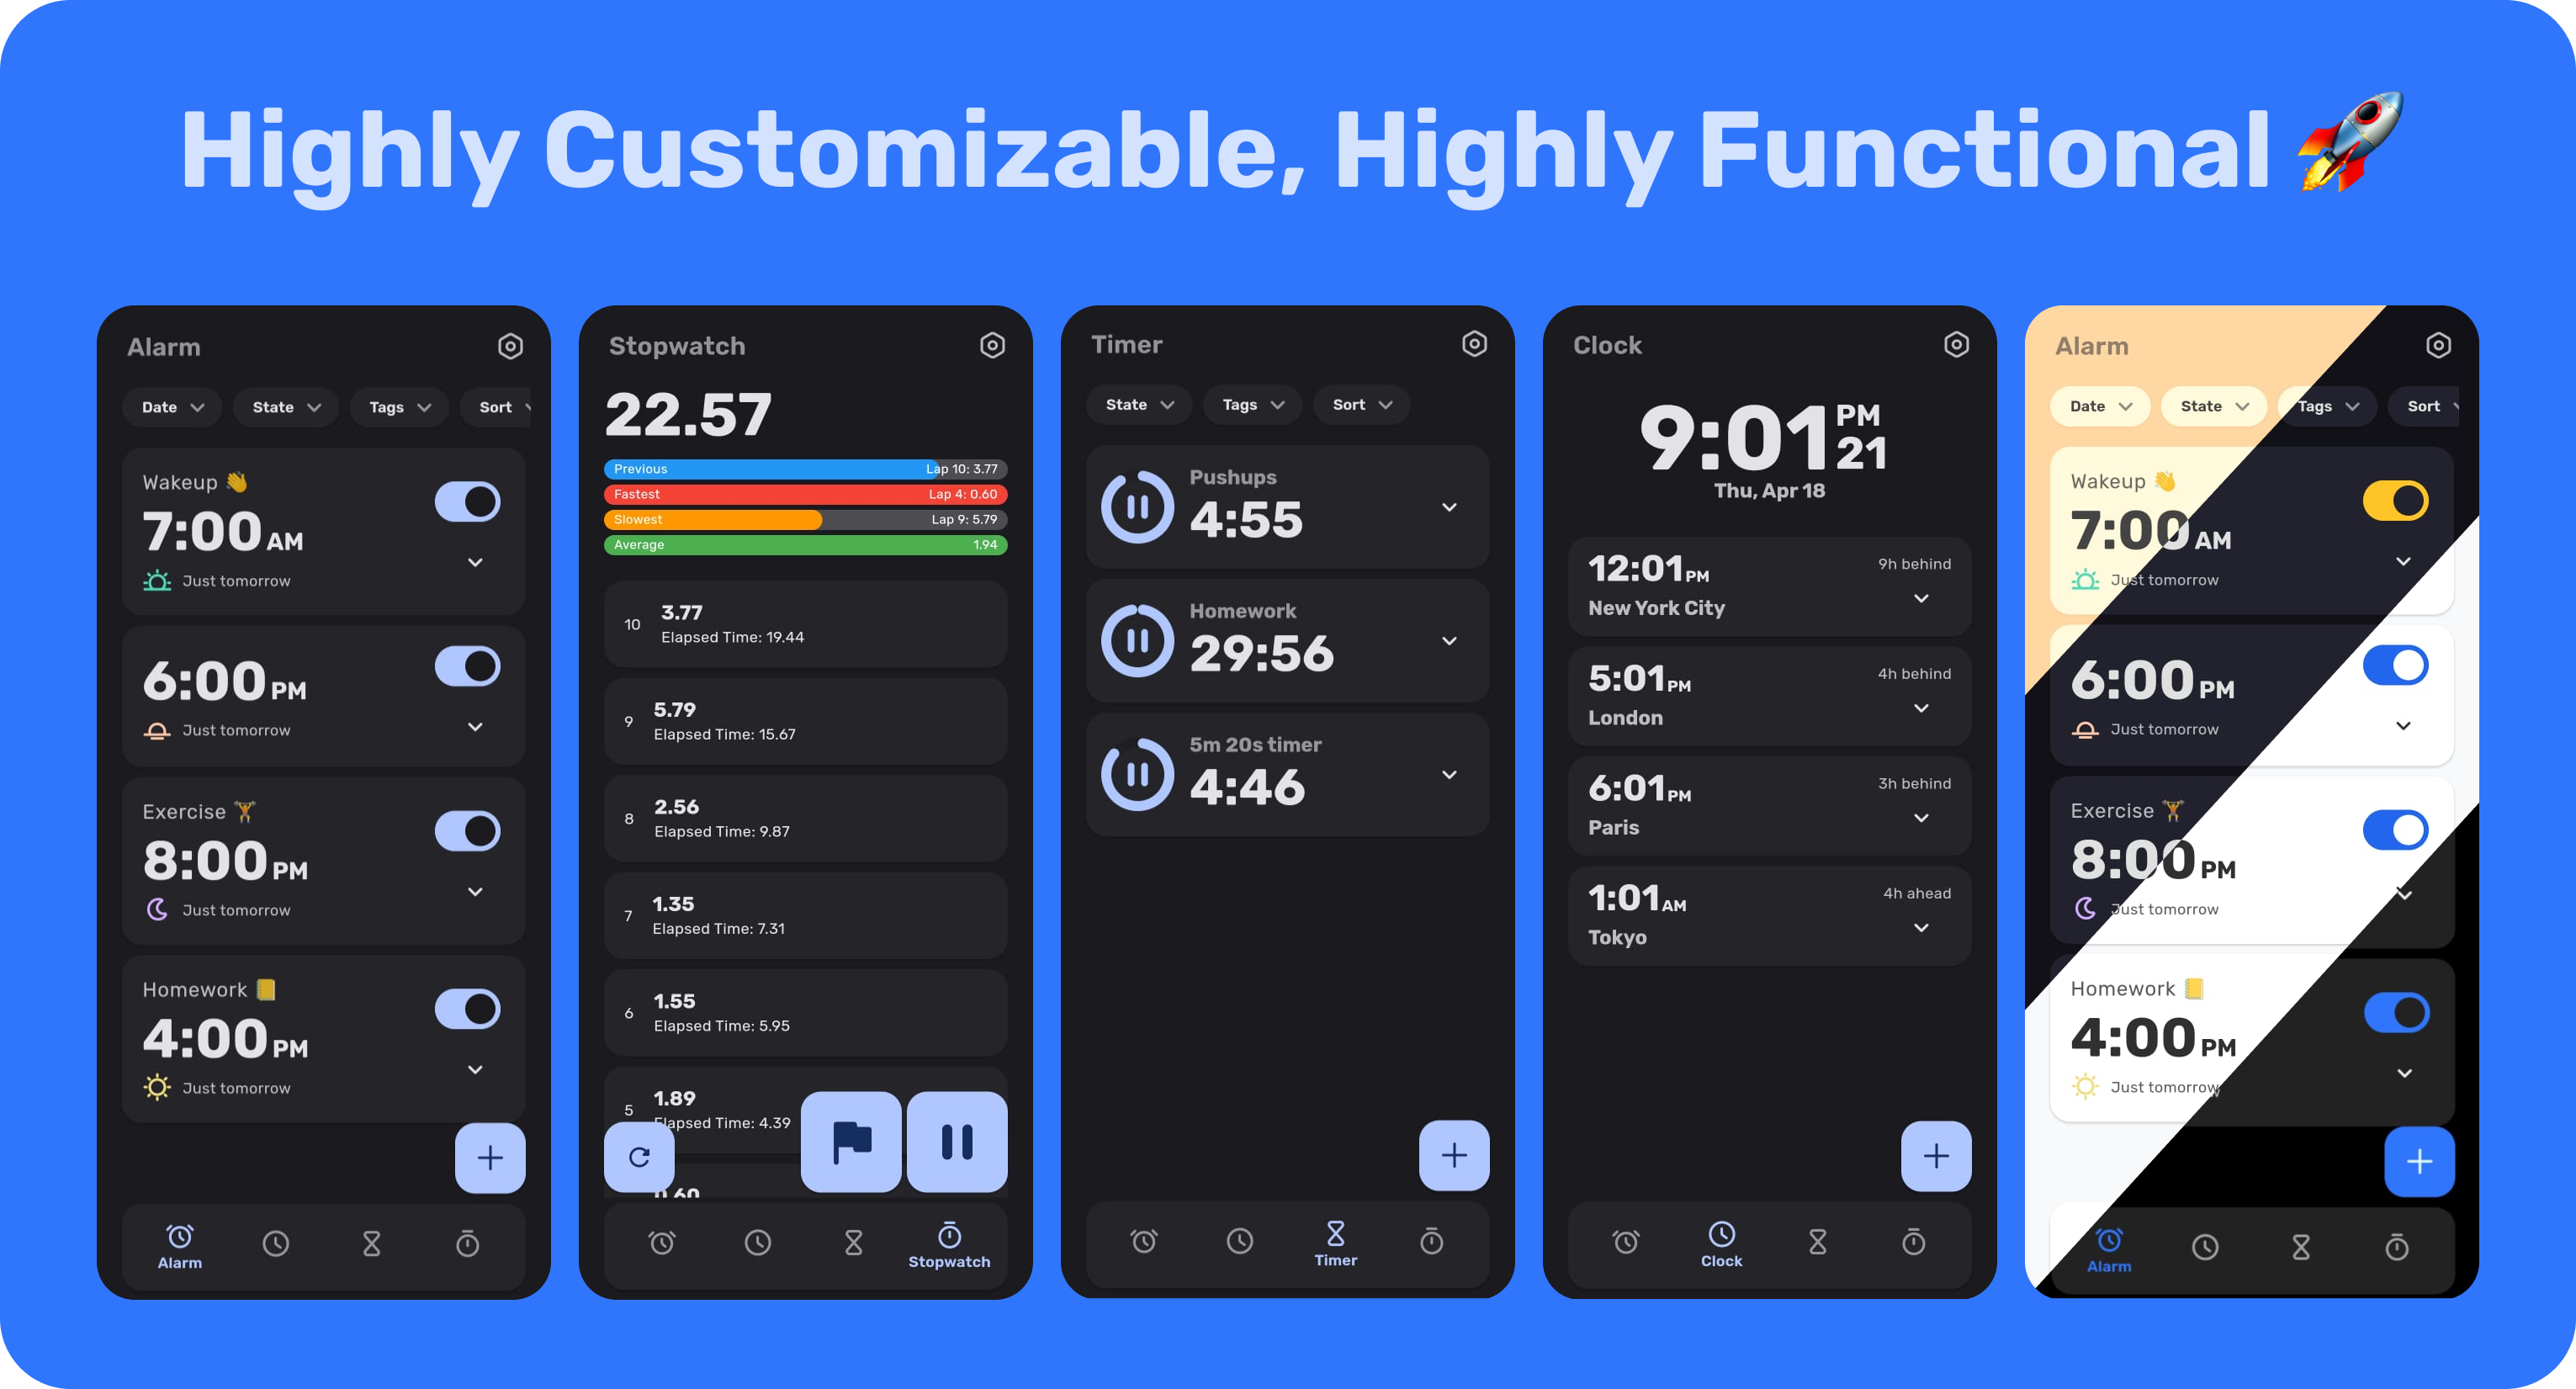 Highly Customizable, Highly Functional 🚀
Alarm
Date State Tags Sort
Wakeup 👋
7:00 AM
Just tomorrow
6:00 PM
Just tomorrow
Exercise 🏋
8:00 PM
Just tomorrow
Homework 📒
4:00 PM
Just tomorrow
Alarm
Stopwatch
22.57
Previous Lap 10: 3.77
Fastest Lap 4: 0.60
Slowest Lap 9: 5.79
Average 1.94
10 3.77
Elapsed Time: 19.44
9 5.79
Elapsed Time: 15.67
8 2.56
Elapsed Time: 9.87
7 1.35
Elapsed Time: 7.31
6 1.55
Elapsed Time: 5.95
5 1.89
Elapsed Time: 4.39
0.60
Stopwatch
Timer
State Tags Sort
Pushups
4:55
Homework
29:56
5m 20s timer
4:46
Timer
Clock
9:01 PM
21
Thu, Apr 18
12:01 PM 9h behind
New York City
5:01 PM 4h behind
London
6:01 PM 3h behind
Paris
1:01 AM 4h ahead
Tokyo
Clock
Alarm
Date State Tags Sort
Wakeup 👋
7:00 AM
Just tomorrow
6:00 PM
Just tomorrow
Exercise 🏋
8:00 PM
Just tomorrow
Homework 📒
4:00 PM
Just tomorrow
Alarm